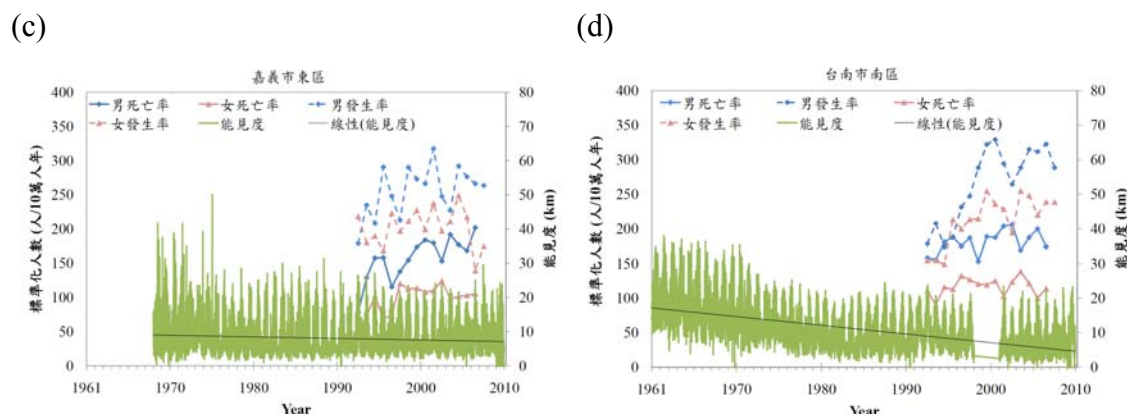 (c)
嘉義市東區
男死亡率 女死亡率 男發生率
女發生率 能見度 線性(能見度)
標準化人數 (人/10萬人年)
400
350
300
250
200
150
100
50
0
80
70
60
50
40
30
20
10
0
能見度 (km)
1961 1970 1980 1990 2000 2010
Year
(d)
台南市南區
男死亡率 男發生率 女死亡率
女發生率 能見度 線性(能見度)
標準化人數 (人/10萬人年)
400
350
300
250
200
150
100
50
0
80
70
60
50
40
30
20
10
0
能見度 (km)
1961 1970 1980 1990 2000 2010
Year